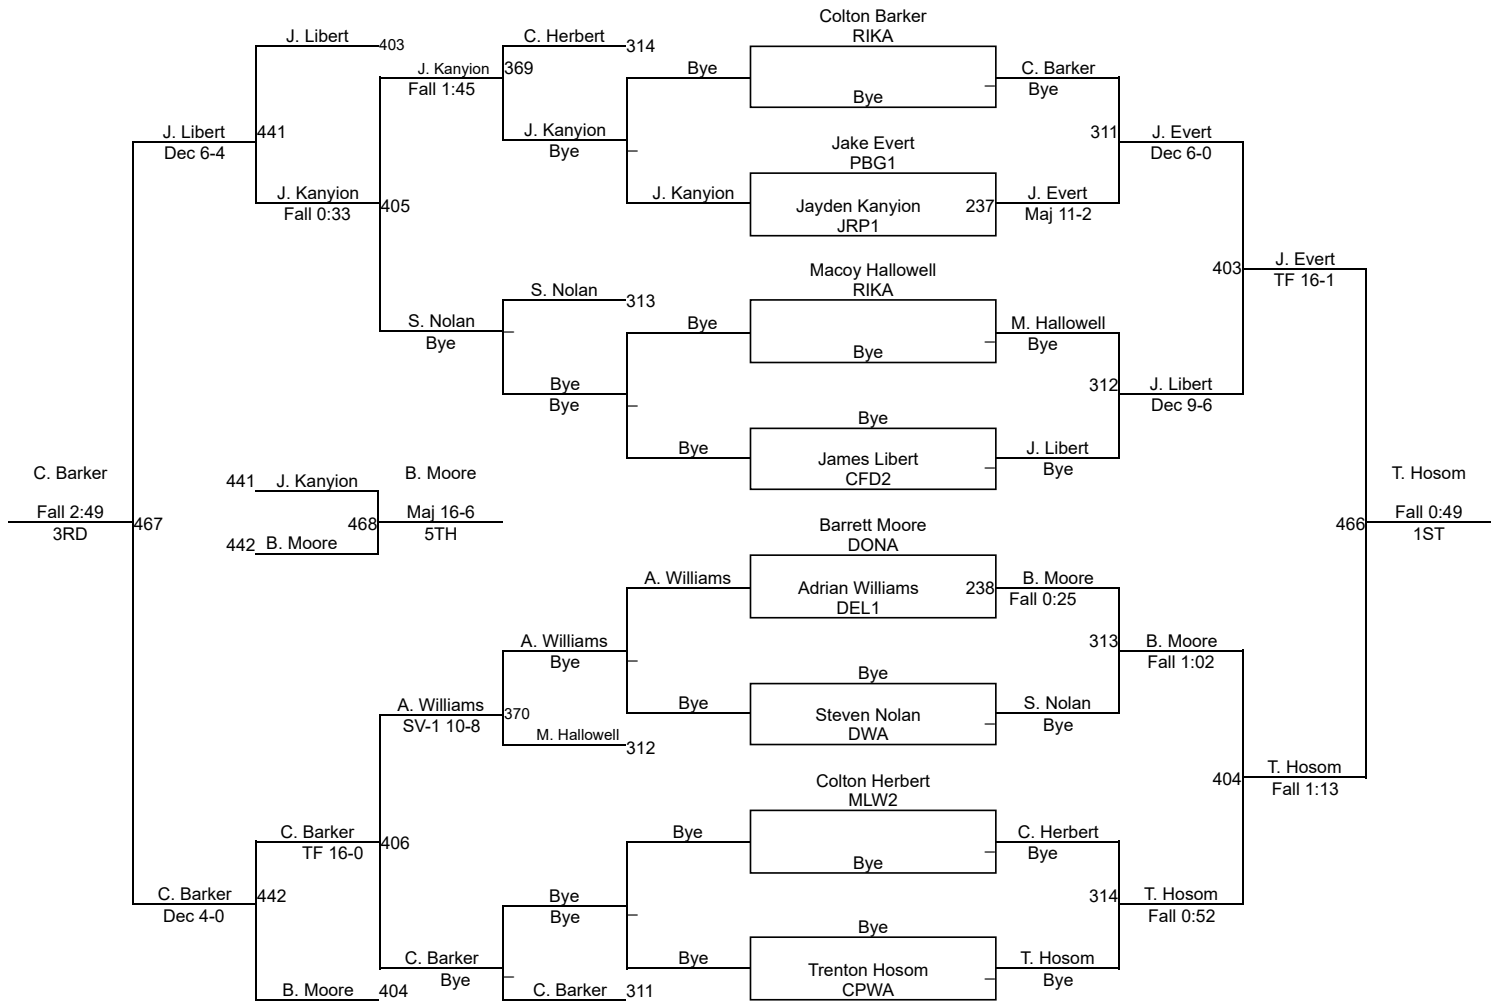 Colton Barker
J. Libert
C. Herbert
RIKA
403
314
J. Kanyion
369
Bye
C. Barker
Fall 1:45
Bye
Bye
J. Libert
441
J. Kanyion
311
J. Evert
Dec 6-4
Bye
Jake Evert
Dec 6-0
PBG1
J. Kanyion
J. Kanyion
J. Evert
Fall 0:33
405
Jayden Kanyion
237
Maj 11-2
JRP1
J. Evert
Macoy Hallowell
403
TF 16-1
S. Nolan
RIKA
313
S. Nolan
Bye
M. Hallowell
Bye
Bye
Bye
Bye
312
J. Libert
Bye
Dec 9-6
Bye
Bye
J. Libert
James Libert
Bye
C. Barker
441
J. Kanyion
B. Moore
CFD2
T. Hosom
Fall 2:49
467
468
Maj 16-6
466
Fall 0:49
3RD
442
B. Moore
5TH
Barrett Moore
1ST
DONA
A. Williams
B. Moore
Adrian Williams
238
Fall 0:25
DEL1
A. Williams
313
B. Moore
Bye
Fall 1:02
Bye
A. Williams
370
Bye
S. Nolan
SV-1 10-8
Steven Nolan
Bye
M. Hallowell
DWA
312
T. Hosom
404
Fall 1:13
Colton Herbert
MLW2
C. Barker
Bye
C. Herbert
TF 16-0
406
Bye
Bye
C. Barker
442
Bye
314
T. Hosom
Dec 4-0
Bye
Fall 0:52
Bye
C. Barker
Bye
T. Hosom
Bye
Trenton Hosom
Bye
B. Moore
404
C. Barker
311
CPWA